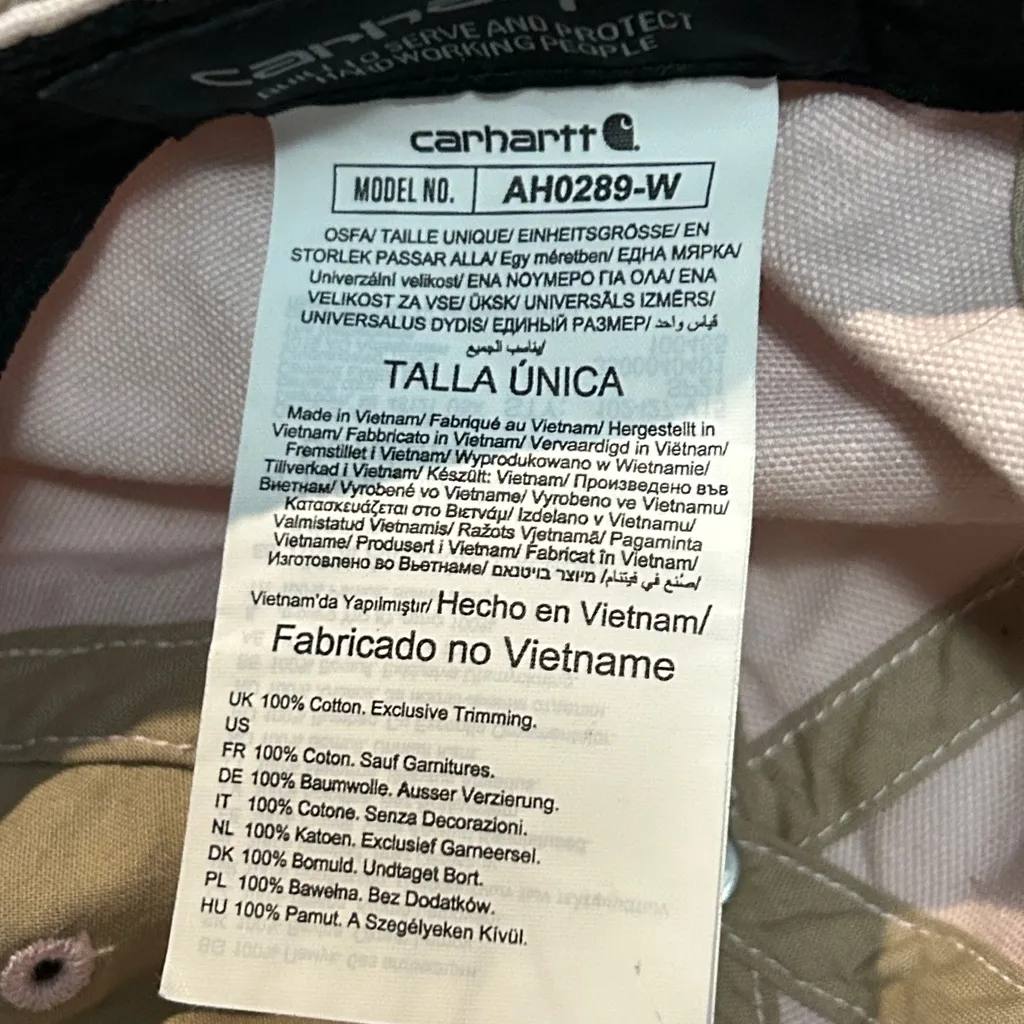 carhartt
SERVE AND PROTECT
HARDWORKING PEOPLE
carhartt
MODEL NO. AH0289-W
OSFA/ TAILLE UNIQUE/ EINHEITSGRÖSSE/ EN
STORLEK PASSAR ALLA/ Egy méretben/ ЕДНА МЯРКА/
Univerzální velikost/ ΕΝΑ ΝΟΥΜΕΡΟ ΓΙΑ ΟΛΑ/ ENA
VELIKOST ZA VSE/ ÜKSK/ UNIVERSĀLS IZMĒRS/
UNIVERSALUS DYDIS/ ЕДИНЫЙ РАЗМЕР/ قياس واحد
يناسب الجميع/
TALLA ÚNICA
Made in Vietnam/ Fabriqué au Vietnam/ Hergestellt in
Vietnam/ Fabbricato in Vietnam/ Vervaardigd in Viëtnam/
Fremstillet i Vietnam/ Wyprodukowano w Wietnamie/
Tillverkad i Vietnam/ Készült: Vietnam/ Произведено във
Виетнам/ Vyrobené vo Vietname/ Vyrobeno ve Vietnamu/
Κατασκευάζεται στο Βιετνάμ/ Izdelano v Vietnamu/
Valmistatud Vietnamis/ Ražots Vjetnamā/ Pagaminta
Vietname/ Produsert i Vietnam/ Fabricat în Vietnam/
Изготовлено во Вьетнаме/ מיוצר בויטנאם /صُنع في فيتنام/
Vietnam'da Yapılmıştır/ Hecho en Vietnam/
Fabricado no Vietname
UK 100% Cotton. Exclusive Trimming.
US
FR 100% Coton. Sauf Garnitures.
DE 100% Baumwolle. Ausser Verzierung.
IT 100% Cotone. Senza Decorazioni.
NL 100% Katoen. Exclusief Garneersel.
DK 100% Bomuld. Undtaget Bort.
PL 100% Bawełna. Bez Dodatków.
HU 100% Pamut. A Szegélyeken Kívül.